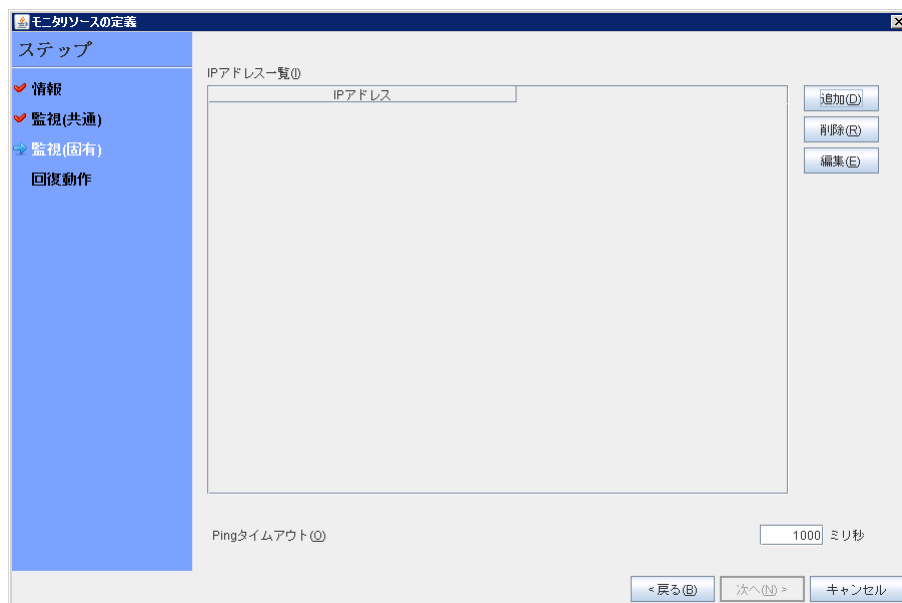 モニタリソースの定義
ステップ
情報
監視(共通)
監視(固有)
回復動作
IPアドレス一覧(I)
IPアドレス
追加(D)
削除(R)
編集(E)
Pingタイムアウト(O)
1000 ミリ秒
<戻る(B)
次へ(N) >
キャンセル